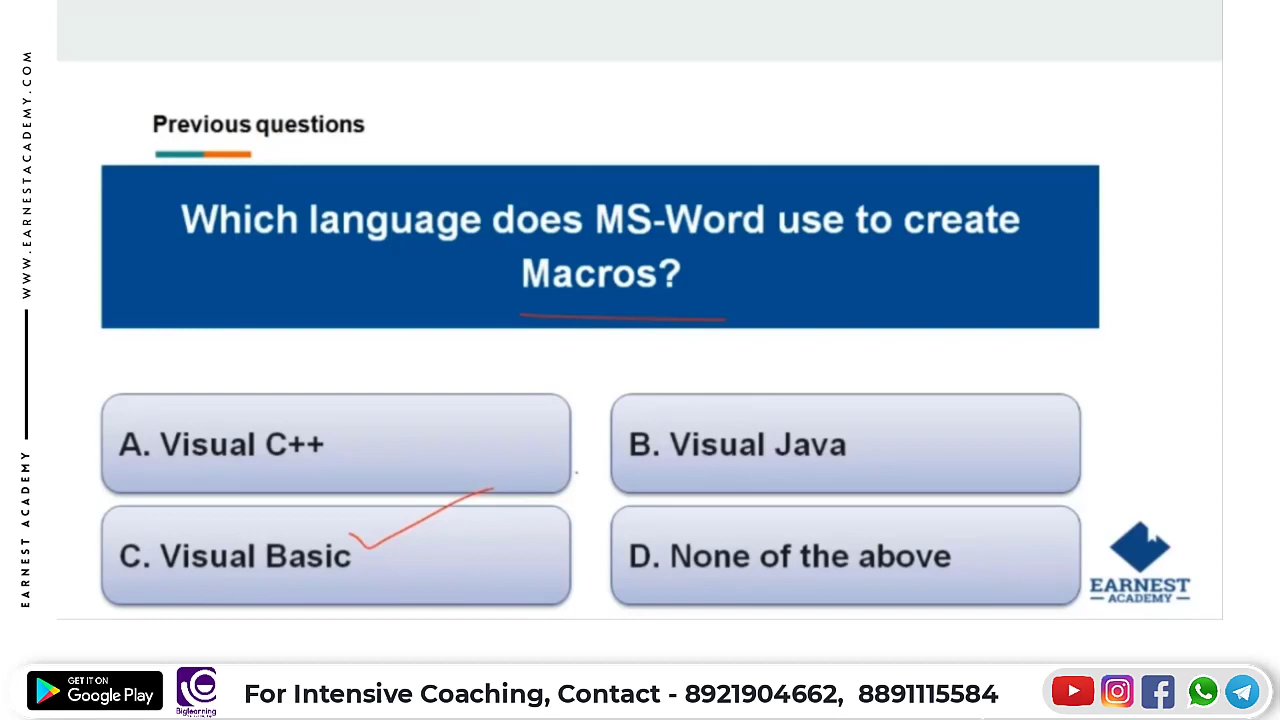 WWW.EARNESTACADEMY.COM
EARNEST ACADEMY
Previous questions
Which language does MS-Word use to create
Macros?
A. Visual C++
B. Visual Java
C. Visual Basic
D. None of the above
EARNEST
ACADEMY
GET IT ON
Google Play
Biglearning
For Intensive Coaching, Contact - 8921904662, 8891115584